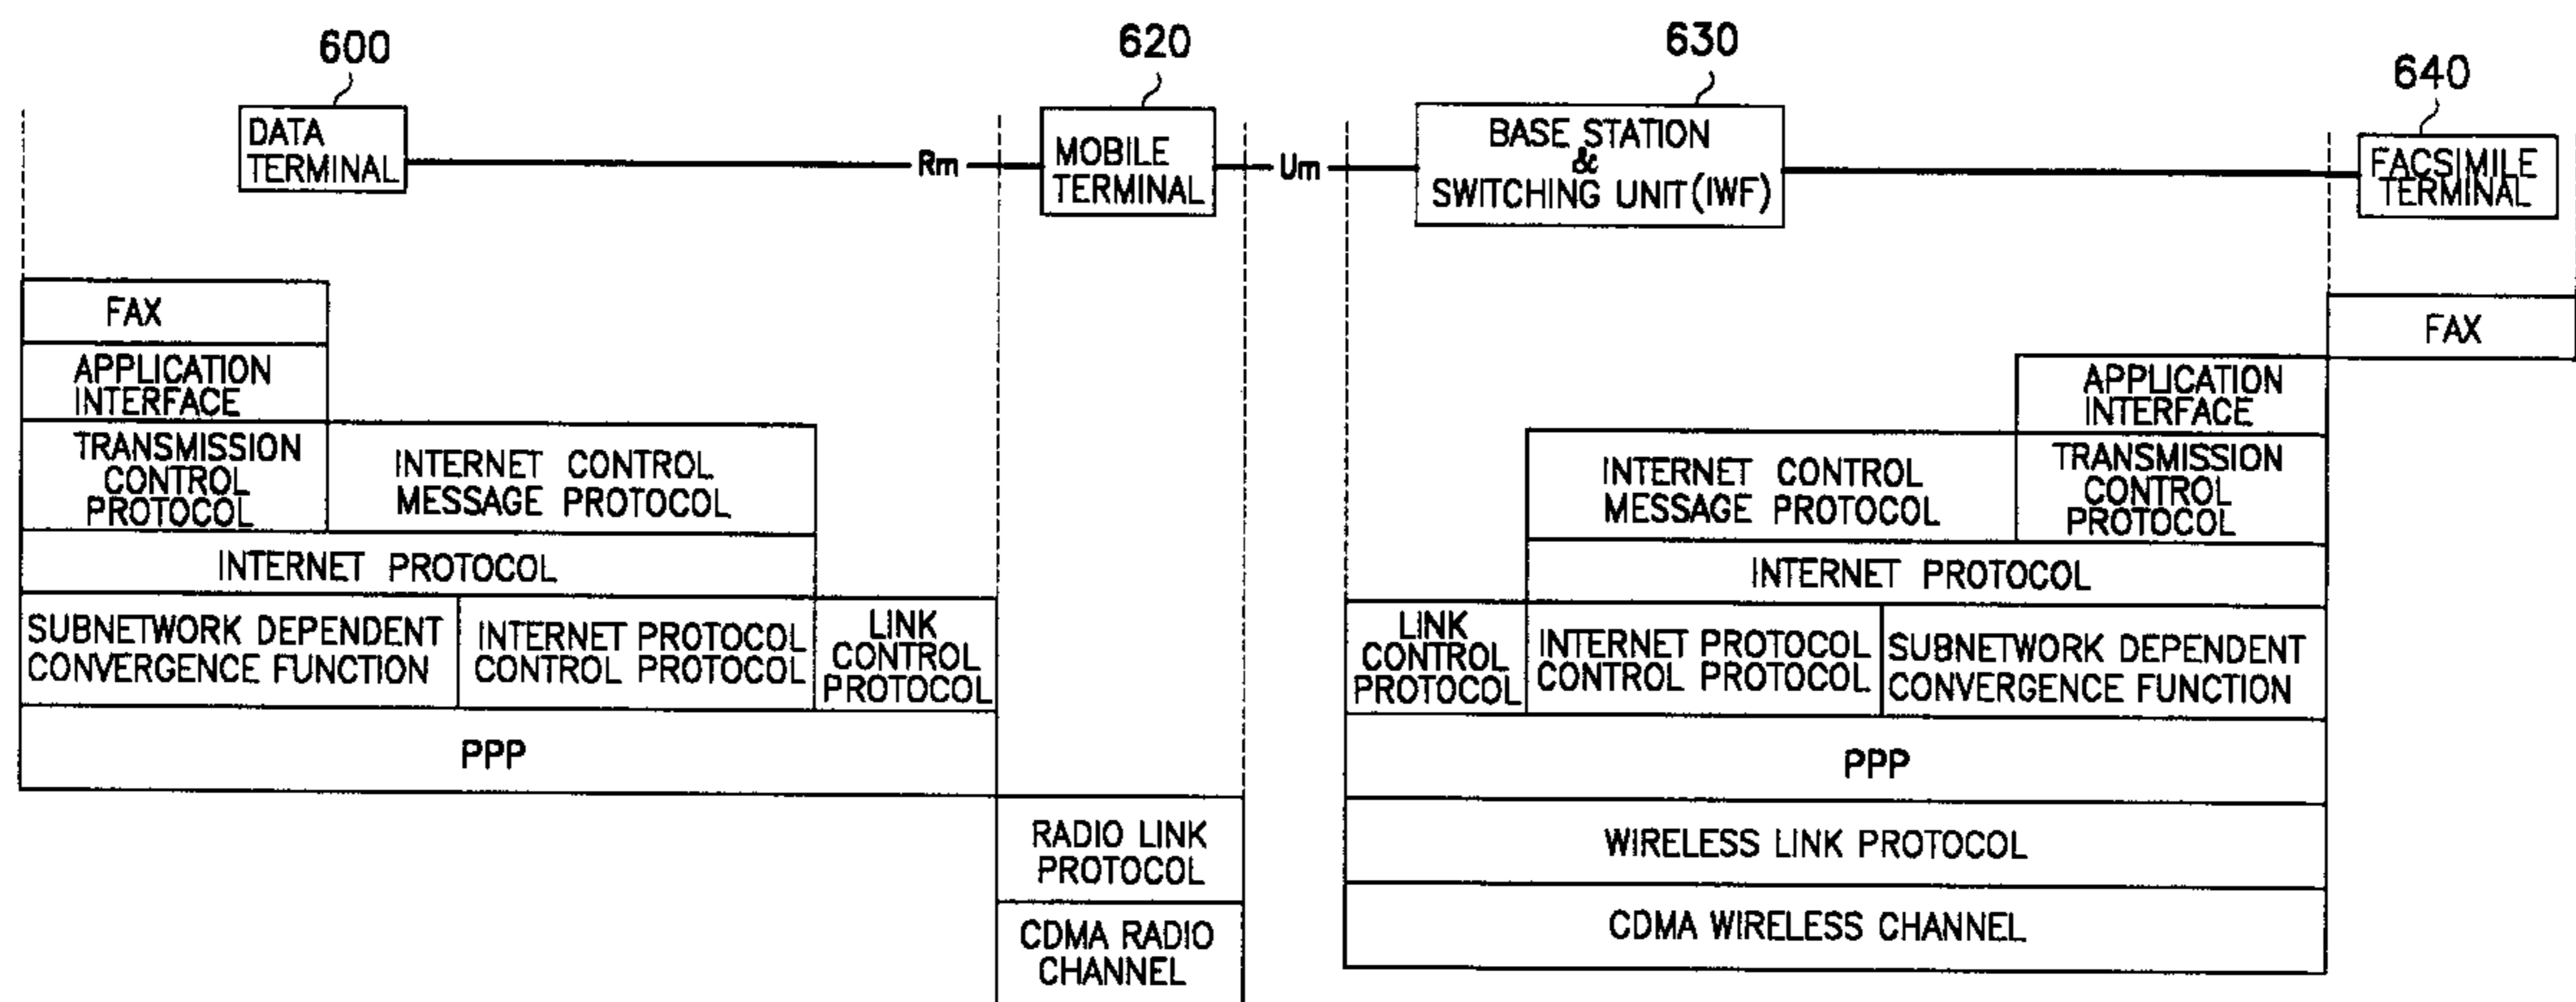 600
620
630
640
DATA
TERMINAL
Rm
MOBILE
TERMINAL
Um
BASE STATION
&
SWITCHING UNIT(IWF)
FACSIMILE
TERMINAL
FAX
APPLICATION
INTERFACE
TRANSMISSION
CONTROL
PROTOCOL
INTERNET CONTROL
MESSAGE PROTOCOL
INTERNET PROTOCOL
SUBNETWORK DEPENDENT
CONVERGENCE FUNCTION
INTERNET PROTOCOL
CONTROL PROTOCOL
LINK
CONTROL
PROTOCOL
PPP
RADIO LINK
PROTOCOL
CDMA RADIO
CHANNEL
FAX
APPLICATION
INTERFACE
INTERNET CONTROL
MESSAGE PROTOCOL
TRANSMISSION
CONTROL
PROTOCOL
INTERNET PROTOCOL
LINK
CONTROL
PROTOCOL
INTERNET PROTOCOL
CONTROL PROTOCOL
SUBNETWORK DEPENDENT
CONVERGENCE FUNCTION
PPP
WIRELESS LINK PROTOCOL
CDMA WIRELESS CHANNEL